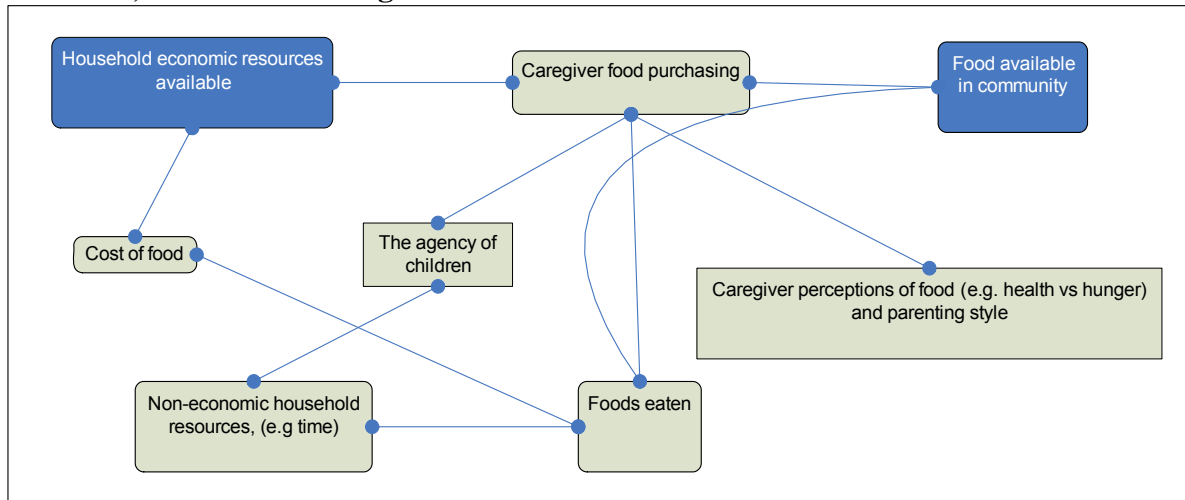 Household economic resources
available
Caregiver food purchasing
Food available
in community
Cost of food
The agency of
children
Caregiver perceptions of food (e.g. health vs hunger)
and parenting style
Non-economic household
resources, (e.g time)
Foods eaten